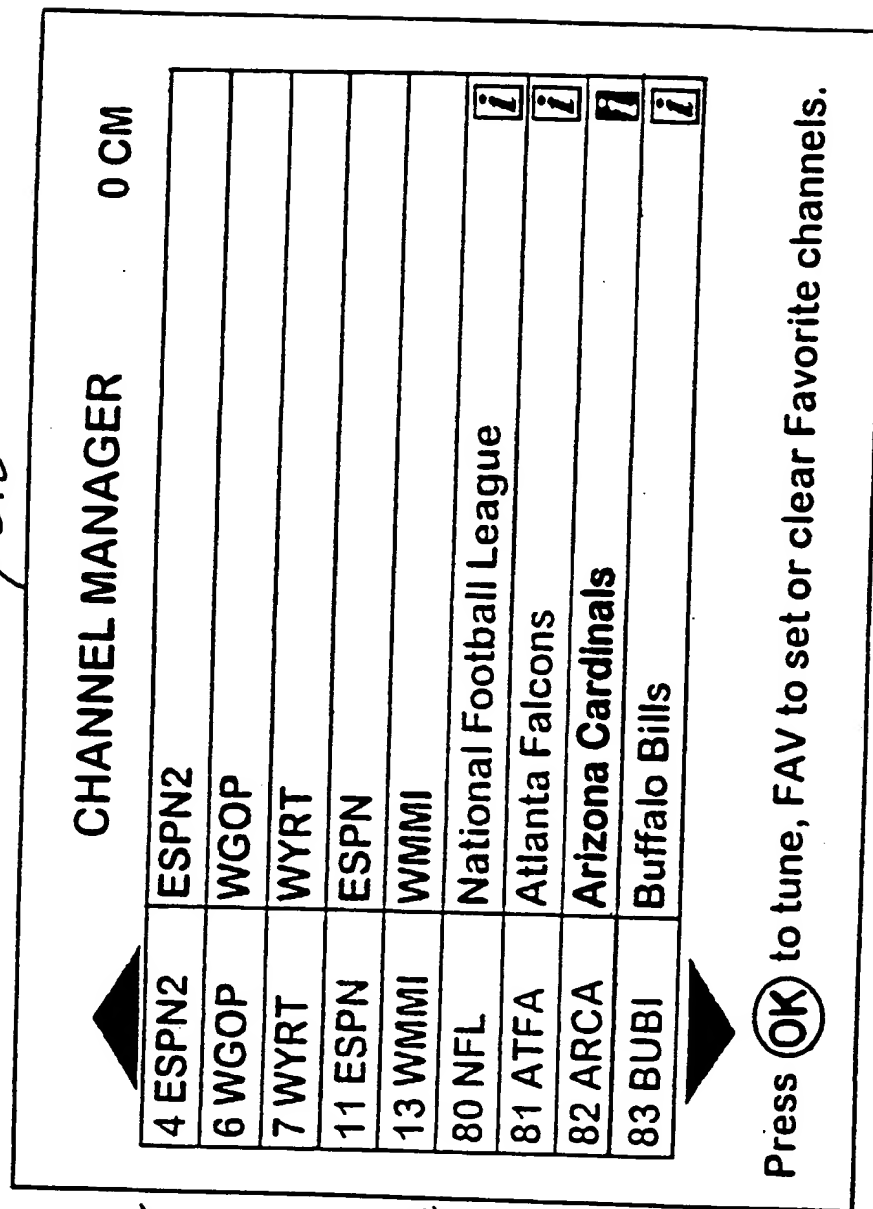 CHANNEL MANAGER 0 CM
4 ESPN2 ESPN2
6 WGOP WGOP
7 WYRT WYRT
11 ESPN ESPN
13 WMMI WMMI
80 NFL National Football League i
81 ATFA Atlanta Falcons i
82 ARCA Arizona Cardinals i
83 BUBI Buffalo Bills i
Press OK to tune, FAV to set or clear Favorite channels.